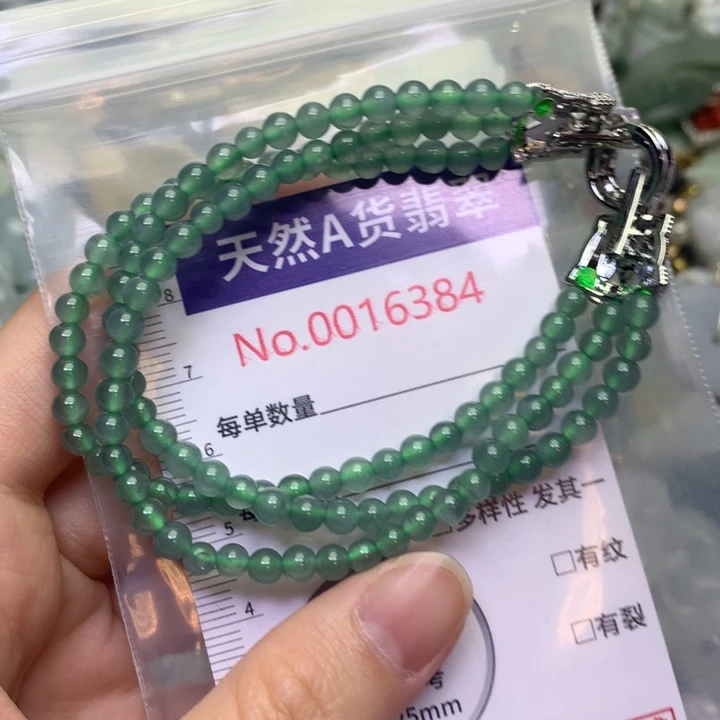 天然A货翡翠
No.0016384
8
7
每单数量
6
5
多样性 发其一
□有纹
4
□有裂
5mm